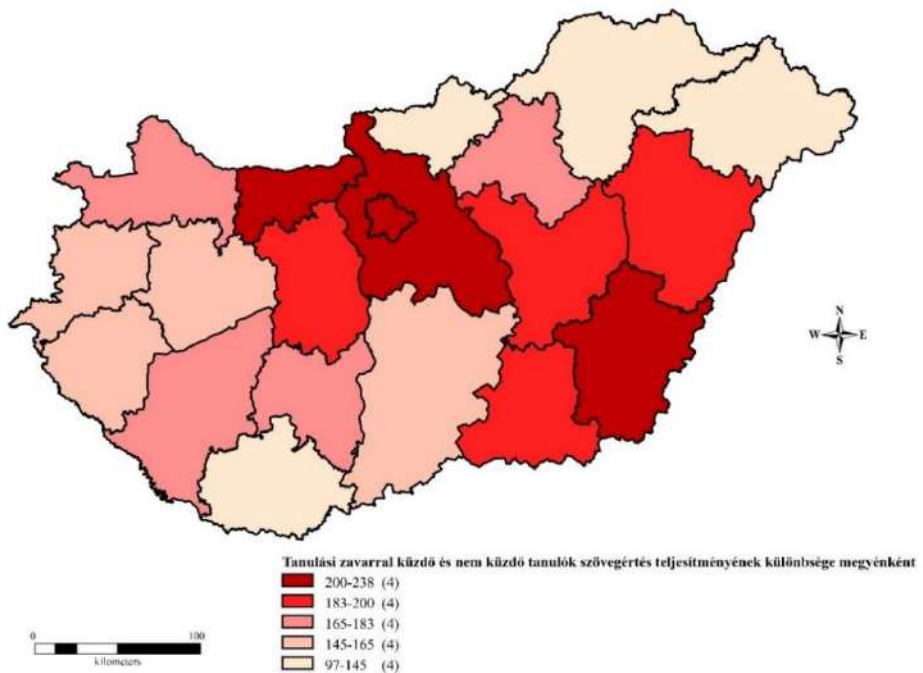 N
W E
S
Tanulási zavarral küzdő és nem küzdő tanulók szövegértés teljesítményének különbsége megyénként
200-238 (4)
183-200 (4)
165-183 (4)
145-165 (4)
97-145 (4)
0 100
kilometers